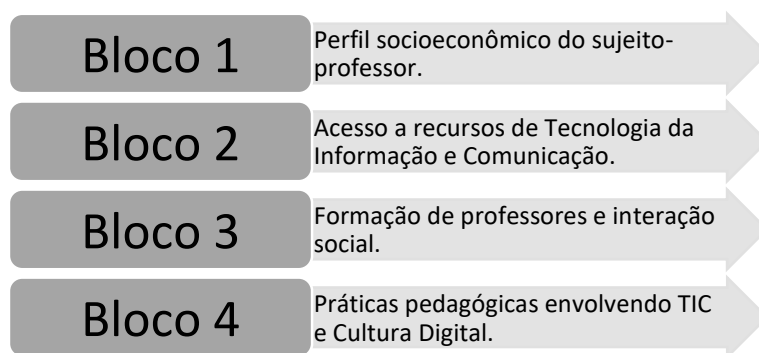 Bloco 1
Perfil socioeconômico do sujeito-
professor.
Bloco 2
Acesso a recursos de Tecnologia da
Informação e Comunicação.
Bloco 3
Formação de professores e interação
social.
Bloco 4
Práticas pedagógicas envolvendo TIC
e Cultura Digital.